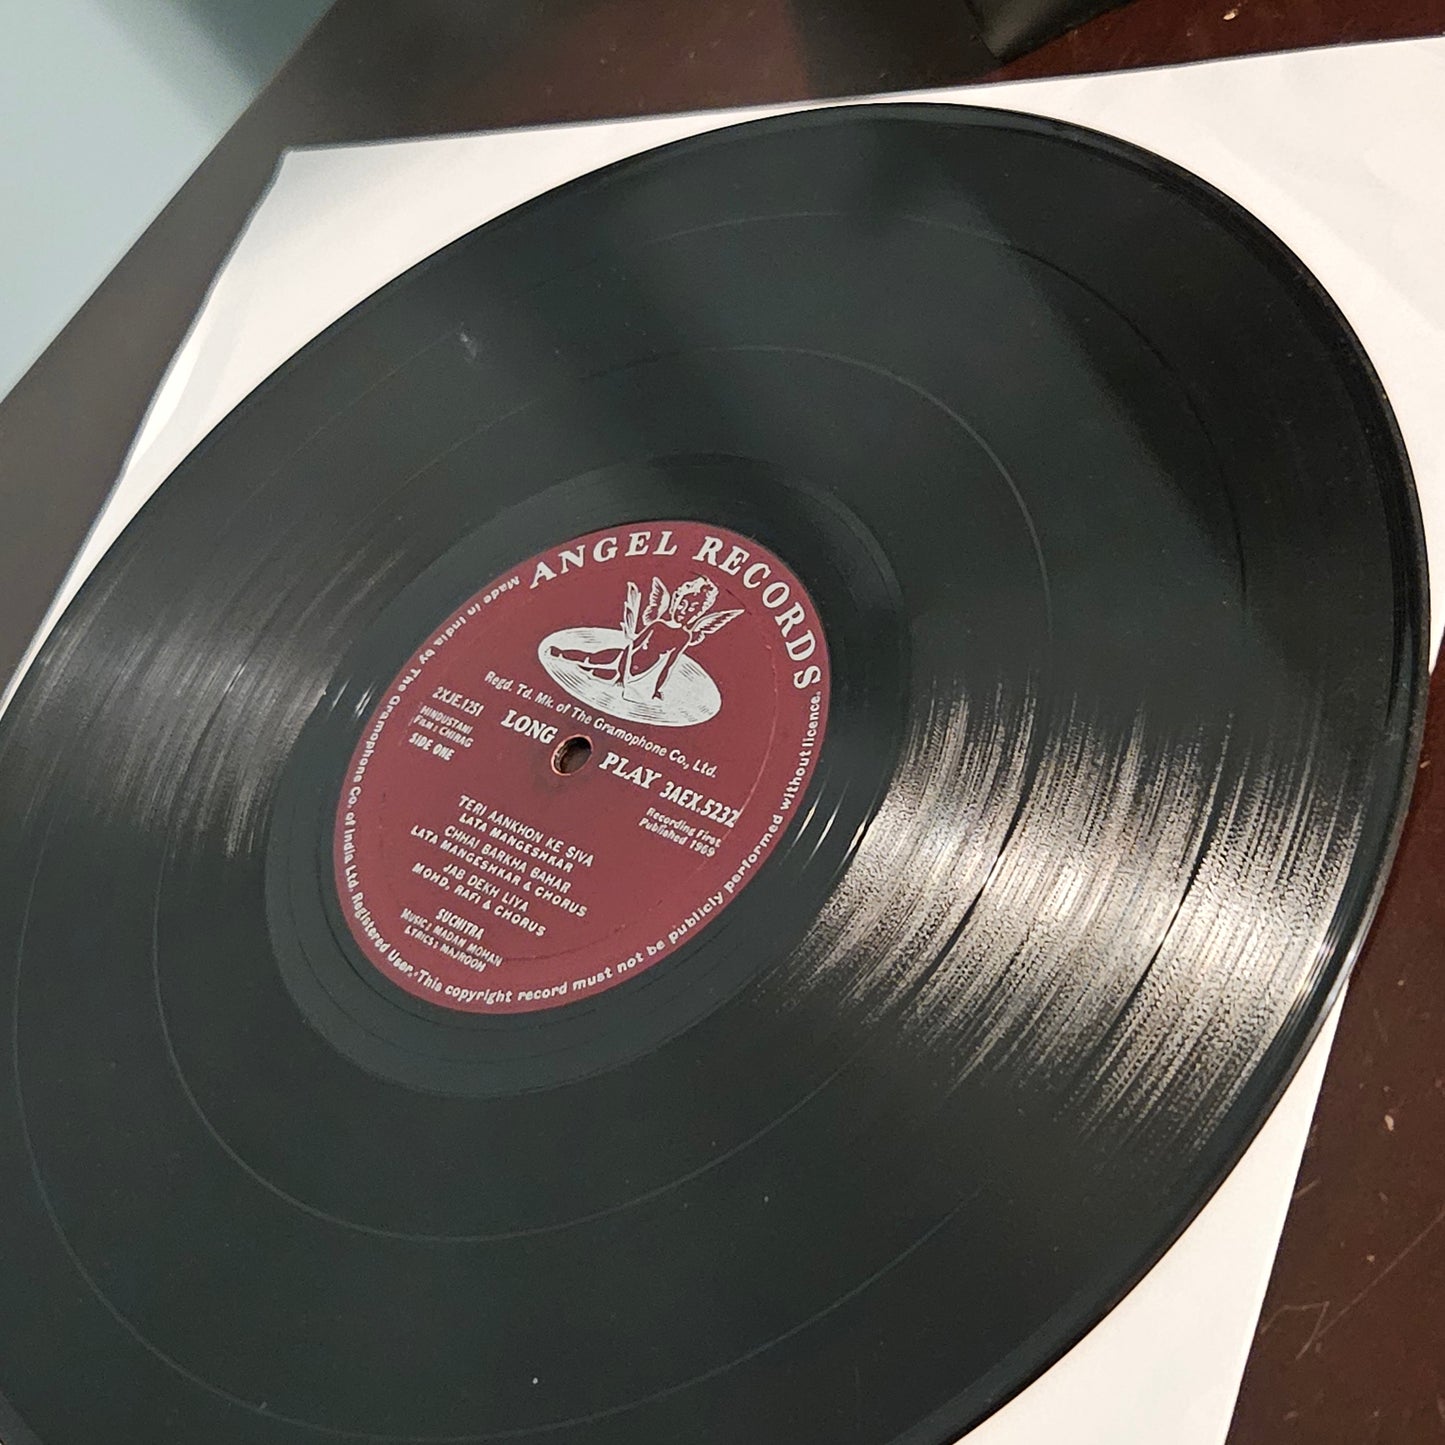 ANGEL RECORDS
Regd. Td. Mk. of The Gramophone Co., Ltd.
LONG PLAY
2XJE.1251
HINDUSTANI
FILM : CHIRAG
SIDE ONE
3AEX.5232
Recording First
Published 1969
TERI AANKHON KE SIVA
LATA MANGESHKAR
CHHAI BARKHA BAHAR
LATA MANGESHKAR & CHORUS
JAB DEKH LIYA
MOHD. RAFI & CHORUS
SUCHITRA
MUSIC : MADAN MOHAN
LYRICS : MAJROOH
Made in India by The Gramophone Co. of India Ltd. Registered User. · This copyright record must not be publicly performed without licence.